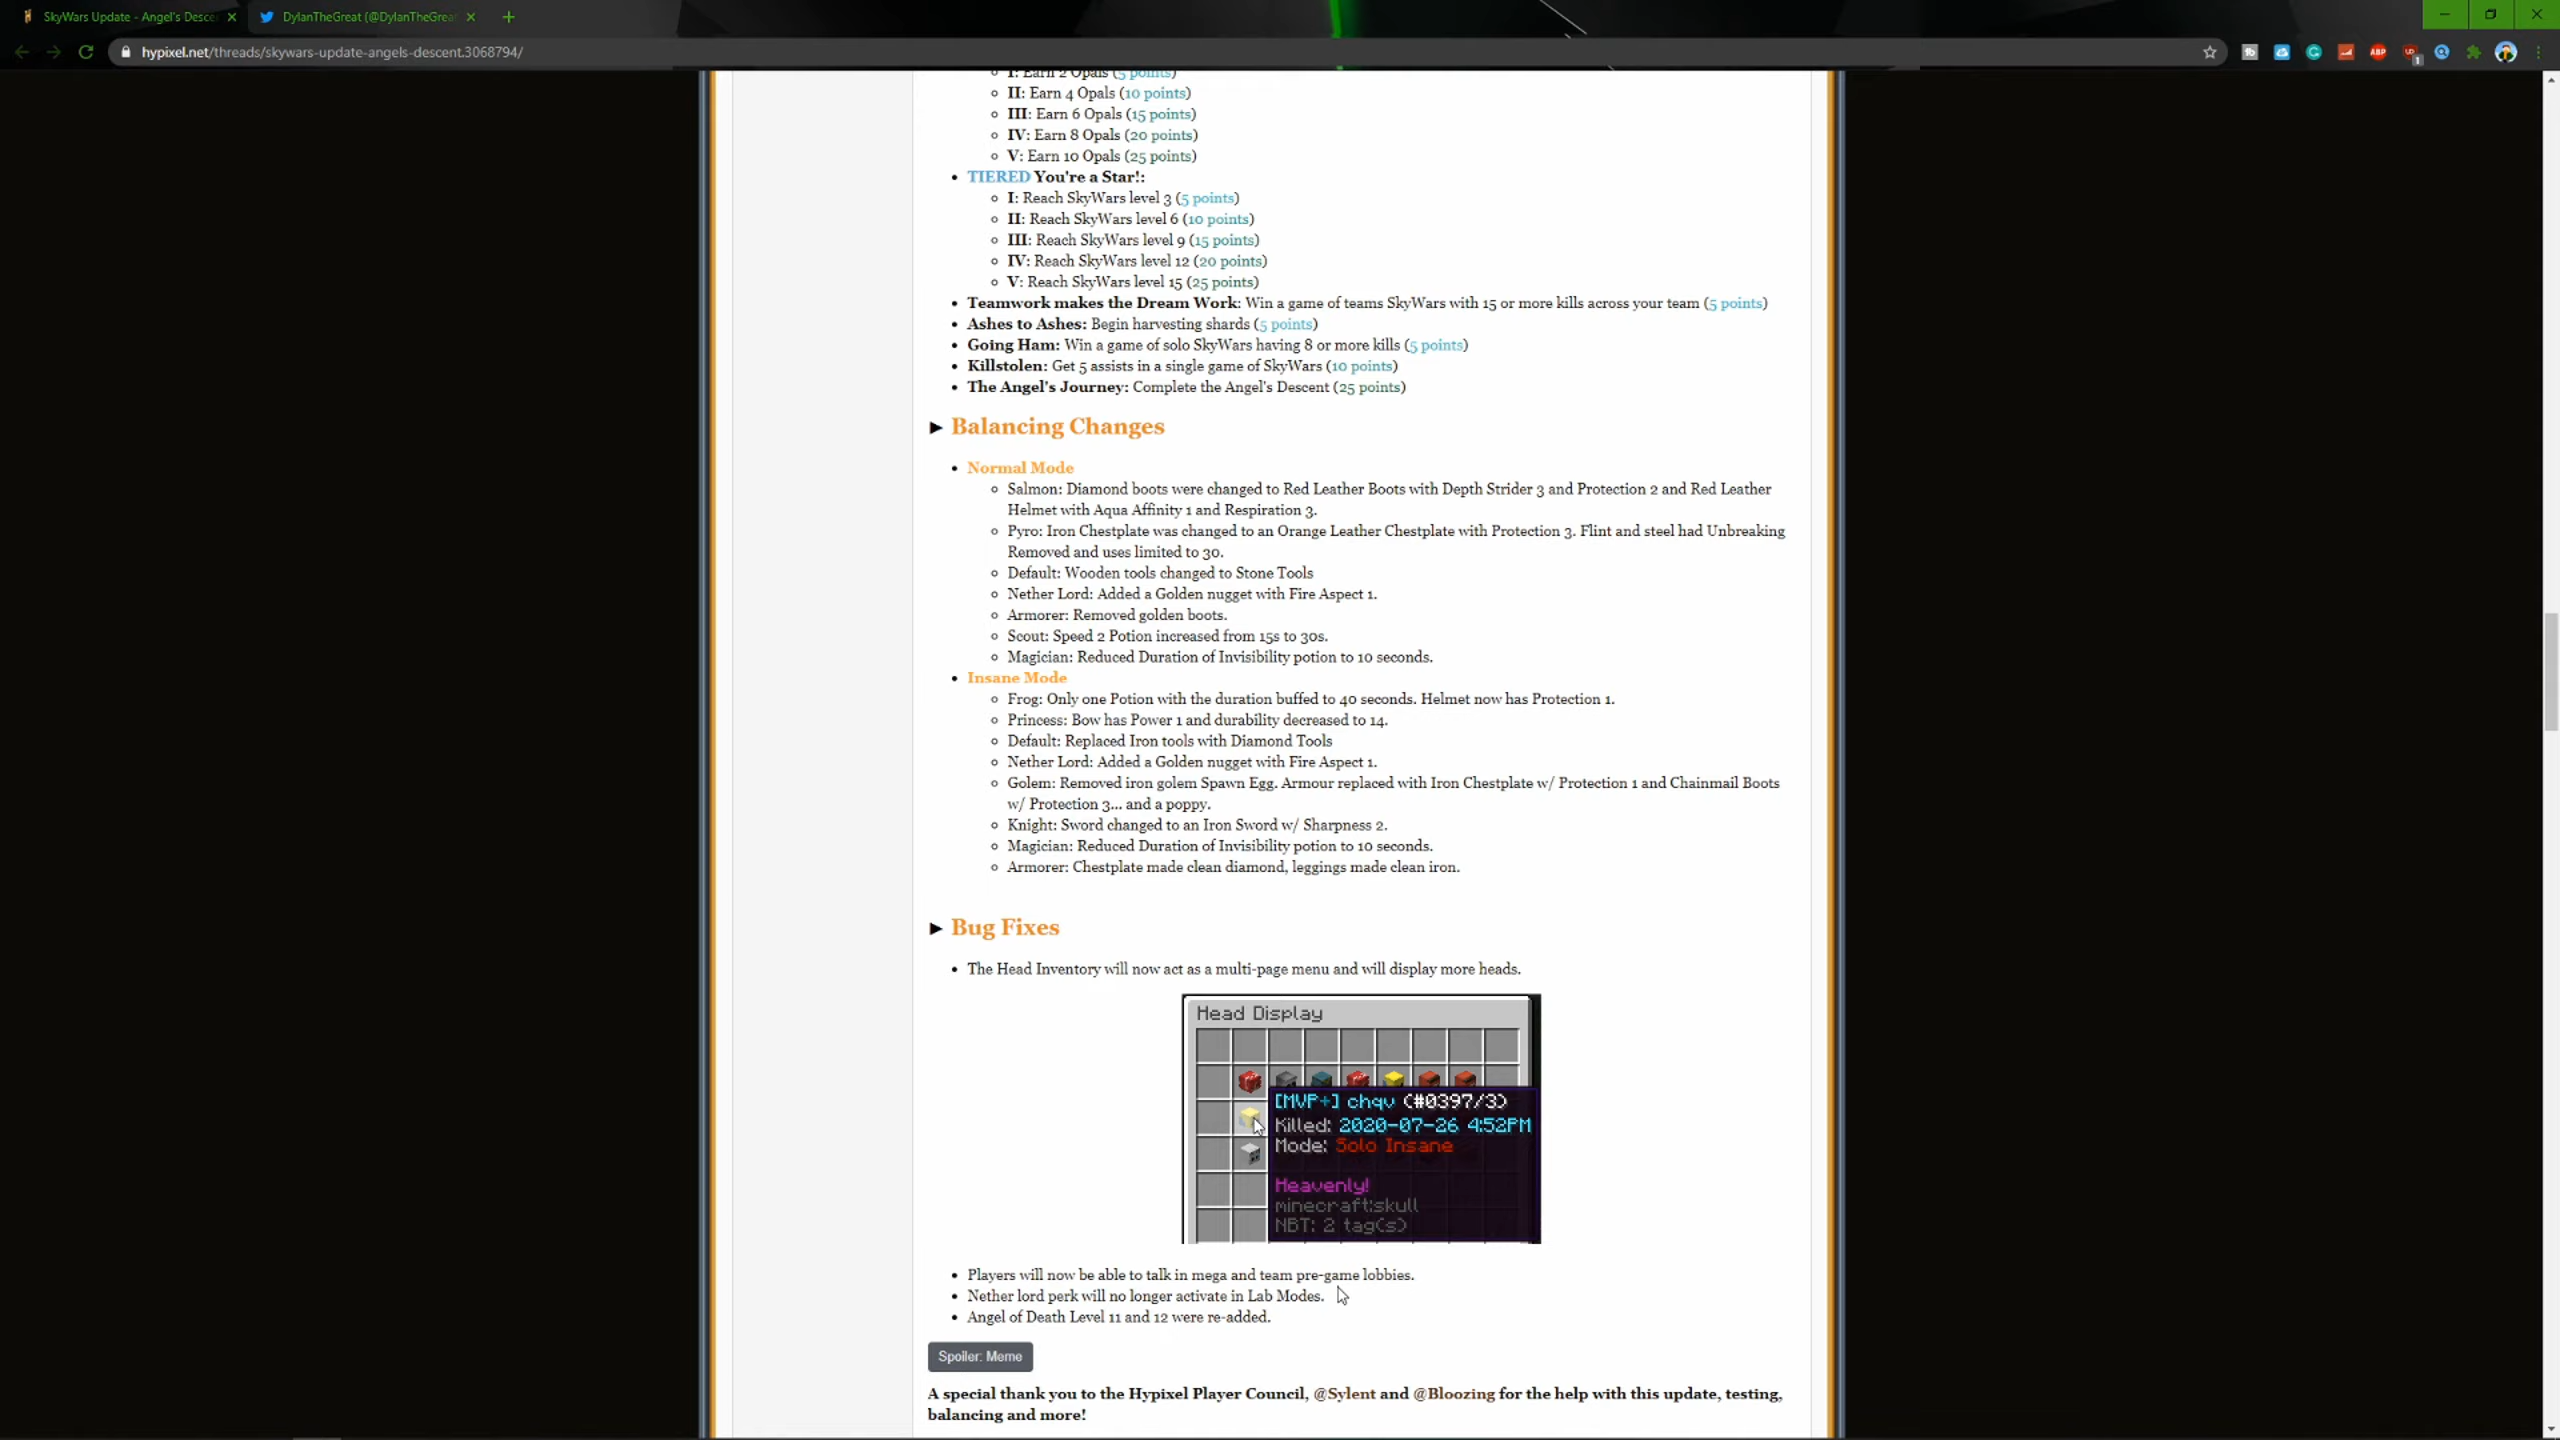 SkyWars Update - Angel's Descen
DylanTheGreat (@DylanTheGrea
hypixel.net/threads/skywars-update-angels-descent.3068794/
I: Earn 2 Opals (5 points)
II: Earn 4 Opals (10 points)
III: Earn 6 Opals (15 points)
IV: Earn 8 Opals (20 points)
V: Earn 10 Opals (25 points)
TIERED You're a Star!:
I: Reach SkyWars level 3 (5 points)
II: Reach SkyWars level 6 (10 points)
III: Reach SkyWars level 9 (15 points)
IV: Reach SkyWars level 12 (20 points)
V: Reach SkyWars level 15 (25 points)
Teamwork makes the Dream Work: Win a game of teams SkyWars with 15 or more kills across your team (5 points)
Ashes to Ashes: Begin harvesting shards (5 points)
Going Ham: Win a game of solo SkyWars having 8 or more kills (5 points)
Killstolen: Get 5 assists in a single game of SkyWars (10 points)
The Angel's Journey: Complete the Angel's Descent (25 points)
► Balancing Changes
Normal Mode
Salmon: Diamond boots were changed to Red Leather Boots with Depth Strider 3 and Protection 2 and Red Leather
Helmet with Aqua Affinity 1 and Respiration 3.
Pyro: Iron Chestplate was changed to an Orange Leather Chestplate with Protection 3. Flint and steel had Unbreaking
Removed and uses limited to 30.
Default: Wooden tools changed to Stone Tools
Nether Lord: Added a Golden nugget with Fire Aspect 1.
Armorer: Removed golden boots.
Scout: Speed 2 Potion increased from 15s to 30s.
Magician: Reduced Duration of Invisibility potion to 10 seconds.
Insane Mode
Frog: Only one Potion with the duration buffed to 40 seconds. Helmet now has Protection 1.
Princess: Bow has Power 1 and durability decreased to 14.
Default: Replaced Iron tools with Diamond Tools
Nether Lord: Added a Golden nugget with Fire Aspect 1.
Golem: Removed iron golem Spawn Egg. Armour replaced with Iron Chestplate w/ Protection 1 and Chainmail Boots
w/ Protection 3... and a poppy.
Knight: Sword changed to an Iron Sword w/ Sharpness 2.
Magician: Reduced Duration of Invisibility potion to 10 seconds.
Armorer: Chestplate made clean diamond, leggings made clean iron.
► Bug Fixes
The Head Inventory will now act as a multi-page menu and will display more heads.
Head Display
[MVP+] chqv (#0397/3)
Killed: 2020-07-26 4:52PM
Mode: Solo Insane
Heavenly!
minecraft:skull
NBT: 2 tag(s)
Players will now be able to talk in mega and team pre-game lobbies.
Nether lord perk will no longer activate in Lab Modes.
Angel of Death Level 11 and 12 were re-added.
Spoiler: Meme
A special thank you to the Hypixel Player Council, @Sylent and @Bloozing for the help with this update, testing,
balancing and more!